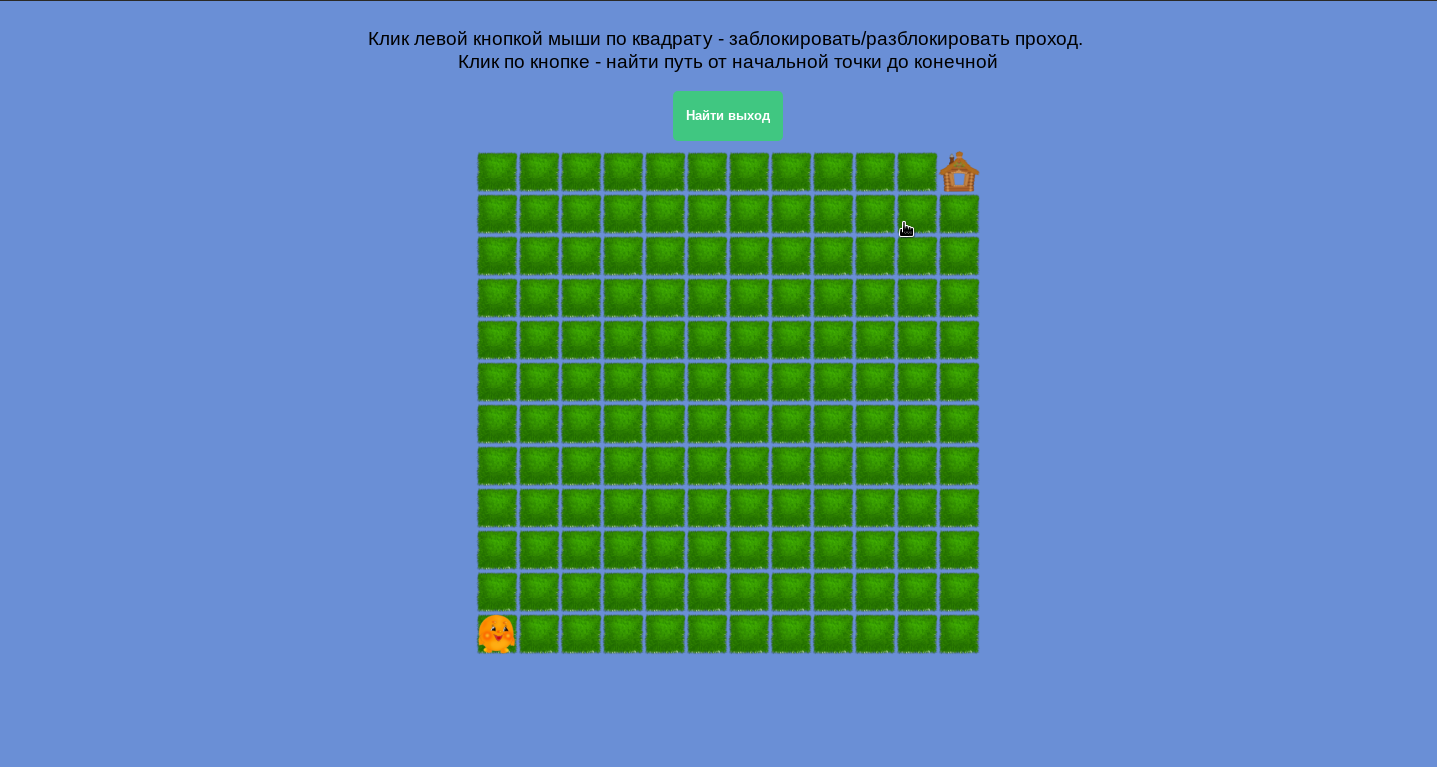 Клик левой кнопкой мыши по квадрату - заблокировать/разблокировать проход.
Клик по кнопке - найти путь от начальной точки до конечной
Найти выход